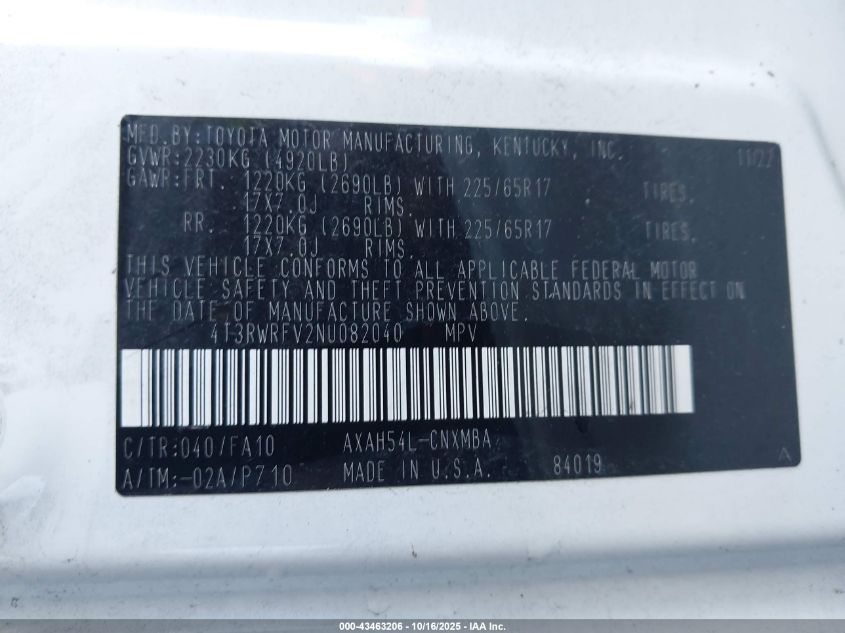 MFD.BY:TOYOTA MOTOR MANUFACTURING, KENTUCKY, INC. 11/22
GVWR:2230KG (4920LB)
GAWR:FRT. 1220KG (2690LB) WITH 225/65R17 TIRES,
17X7.0J RIMS.
RR. 1220KG (2690LB) WITH 225/65R17 TIRES,
17X7.0J RIMS.
THIS VEHICLE CONFORMS TO ALL APPLICABLE FEDERAL MOTOR
VEHICLE SAFETY AND THEFT PREVENTION STANDARDS IN EFFECT ON
THE DATE OF MANUFACTURE SHOWN ABOVE.
4T3RWRFV2NU082040 MPV
C/TR:040/FA10 AXAH54L-CNXMBA
A/TM:-02A/P710 MADE IN U.S.A. 84019
A
000-43463206 - 10/16/2025 - IAA Inc.